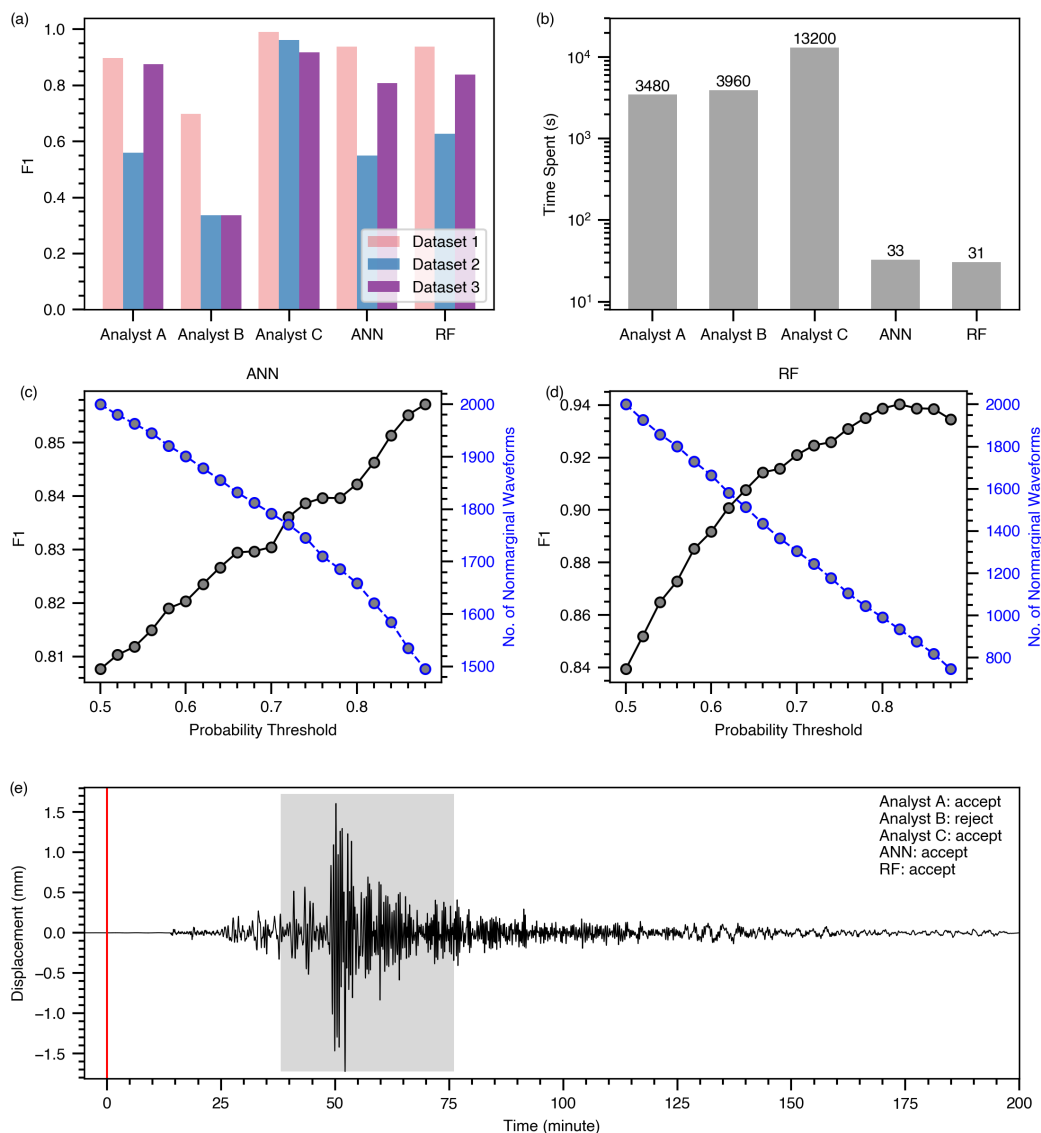 (a)
1.0
0.8
0.6
0.4
0.2
0.0
F1
Dataset 1
Dataset 2
Dataset 3
Analyst A Analyst B Analyst C ANN RF
(b)
10⁴
10³
10²
10¹
Time Spent (s)
3480
3960
13200
33
31
Analyst A Analyst B Analyst C ANN RF
(c)
ANN
0.85
0.84
0.83
0.82
0.81
F1
2000
1900
1800
1700
1600
1500
No. of Nonmarginal Waveforms
0.5 0.6 0.7 0.8
Probability Threshold
(d)
RF
0.94
0.92
0.90
0.88
0.86
0.84
F1
2000
1800
1600
1400
1200
1000
800
No. of Nonmarginal Waveforms
0.5 0.6 0.7 0.8
Probability Threshold
(e)
1.5
1.0
0.5
0.0
−0.5
−1.0
−1.5
Displacement (mm)
Analyst A: accept
Analyst B: reject
Analyst C: accept
ANN: accept
RF: accept
0 25 50 75 100 125 150 175 200
Time (minute)